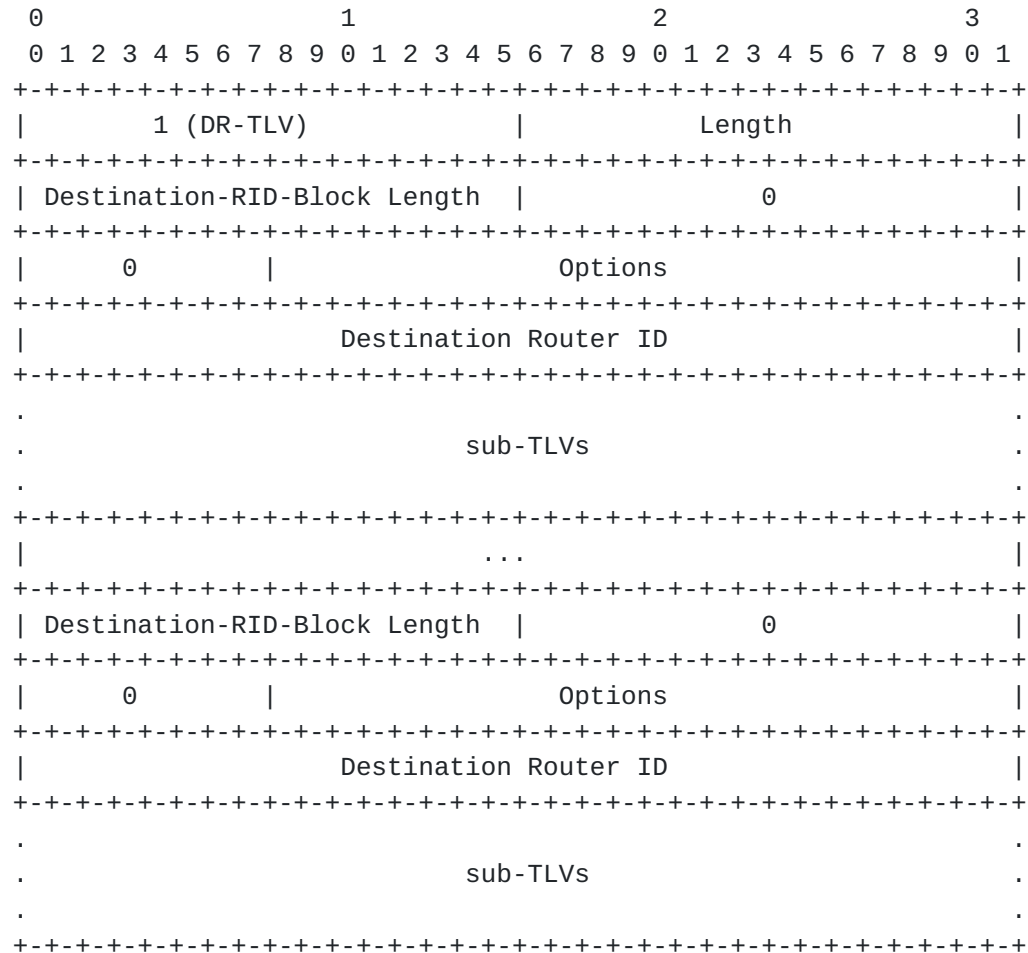 0                   1                   2                   3
 0 1 2 3 4 5 6 7 8 9 0 1 2 3 4 5 6 7 8 9 0 1 2 3 4 5 6 7 8 9 0 1
+-+-+-+-+-+-+-+-+-+-+-+-+-+-+-+-+-+-+-+-+-+-+-+-+-+-+-+-+-+-+-+-+
|        1 (DR-TLV)             |           Length              |
+-+-+-+-+-+-+-+-+-+-+-+-+-+-+-+-+-+-+-+-+-+-+-+-+-+-+-+-+-+-+-+-+
| Destination-RID-Block Length  |               0               |
+-+-+-+-+-+-+-+-+-+-+-+-+-+-+-+-+-+-+-+-+-+-+-+-+-+-+-+-+-+-+-+-+
|      0        |                  Options                      |
+-+-+-+-+-+-+-+-+-+-+-+-+-+-+-+-+-+-+-+-+-+-+-+-+-+-+-+-+-+-+-+-+
|                    Destination Router ID                      |
+-+-+-+-+-+-+-+-+-+-+-+-+-+-+-+-+-+-+-+-+-+-+-+-+-+-+-+-+-+-+-+-+
.                                                               .
.                            sub-TLVs                           .
.                                                               .
+-+-+-+-+-+-+-+-+-+-+-+-+-+-+-+-+-+-+-+-+-+-+-+-+-+-+-+-+-+-+-+-+
|                             ...                               |
+-+-+-+-+-+-+-+-+-+-+-+-+-+-+-+-+-+-+-+-+-+-+-+-+-+-+-+-+-+-+-+-+
| Destination-RID-Block Length  |               0               |
+-+-+-+-+-+-+-+-+-+-+-+-+-+-+-+-+-+-+-+-+-+-+-+-+-+-+-+-+-+-+-+-+
|      0        |                  Options                      |
+-+-+-+-+-+-+-+-+-+-+-+-+-+-+-+-+-+-+-+-+-+-+-+-+-+-+-+-+-+-+-+-+
|                    Destination Router ID                      |
+-+-+-+-+-+-+-+-+-+-+-+-+-+-+-+-+-+-+-+-+-+-+-+-+-+-+-+-+-+-+-+-+
.                                                               .
.                            sub-TLVs                           .
.                                                               .
+-+-+-+-+-+-+-+-+-+-+-+-+-+-+-+-+-+-+-+-+-+-+-+-+-+-+-+-+-+-+-+-+